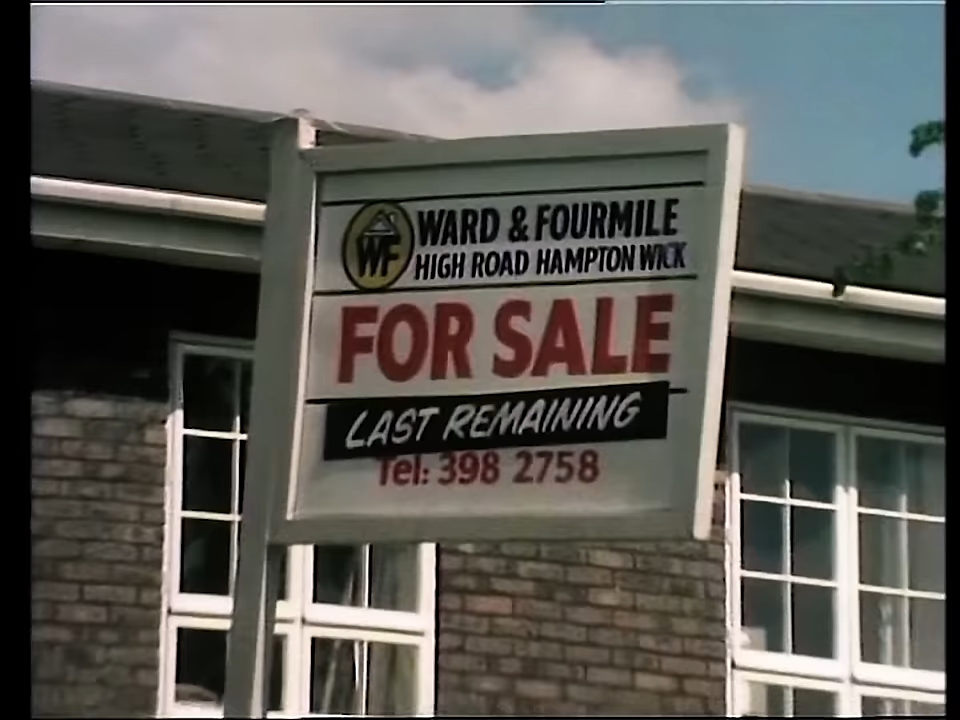 WF
WARD & FOURMILE
HIGH ROAD HAMPTON WICK
FOR SALE
LAST REMAINING
Tel: 398 2758